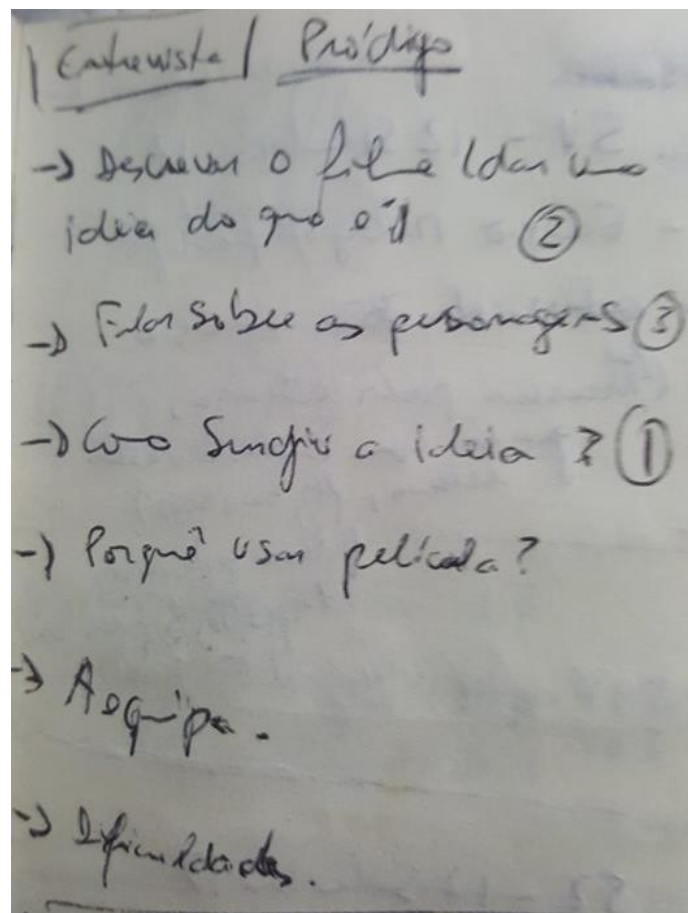 Entrevista Pródigo
→ Descrever o filme (dar uma
ideia do que é) ②
→ Falar sobre as personagens ③
→ Como Surgiu a ideia? ①
→ Porquê usar película?
→ A equipa.
→ Dificuldades.